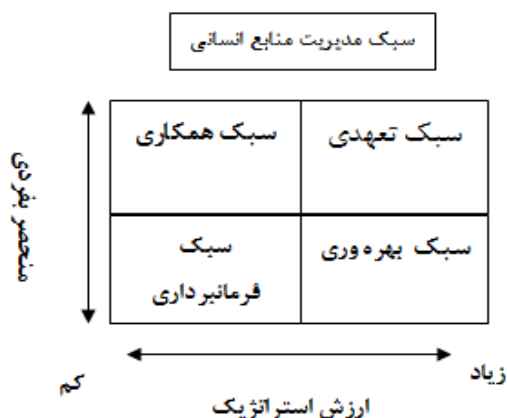 سبک مدیریت منابع انسانی
سبک تعهدی
سبک همکاری
سبک بهره وری
سبک
فرمانبرداری
منحصر بفردی
زیاد
کم
ارزش استراتژیک